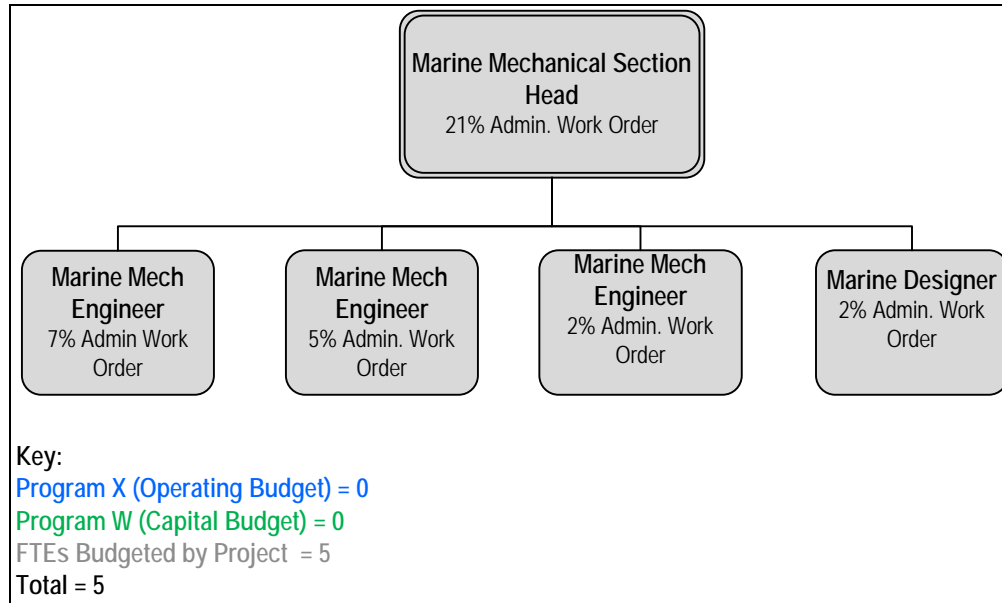 Marine Mechanical Section
Head
21% Admin. Work Order
Marine Mech
Engineer
7% Admin Work
Order
Marine Mech
Engineer
5% Admin. Work
Order
Marine Mech
Engineer
2% Admin. Work
Order
Marine Designer
2% Admin. Work
Order
Key:
Program X (Operating Budget) = 0
Program W (Capital Budget) = 0
FTEs Budgeted by Project = 5
Total = 5